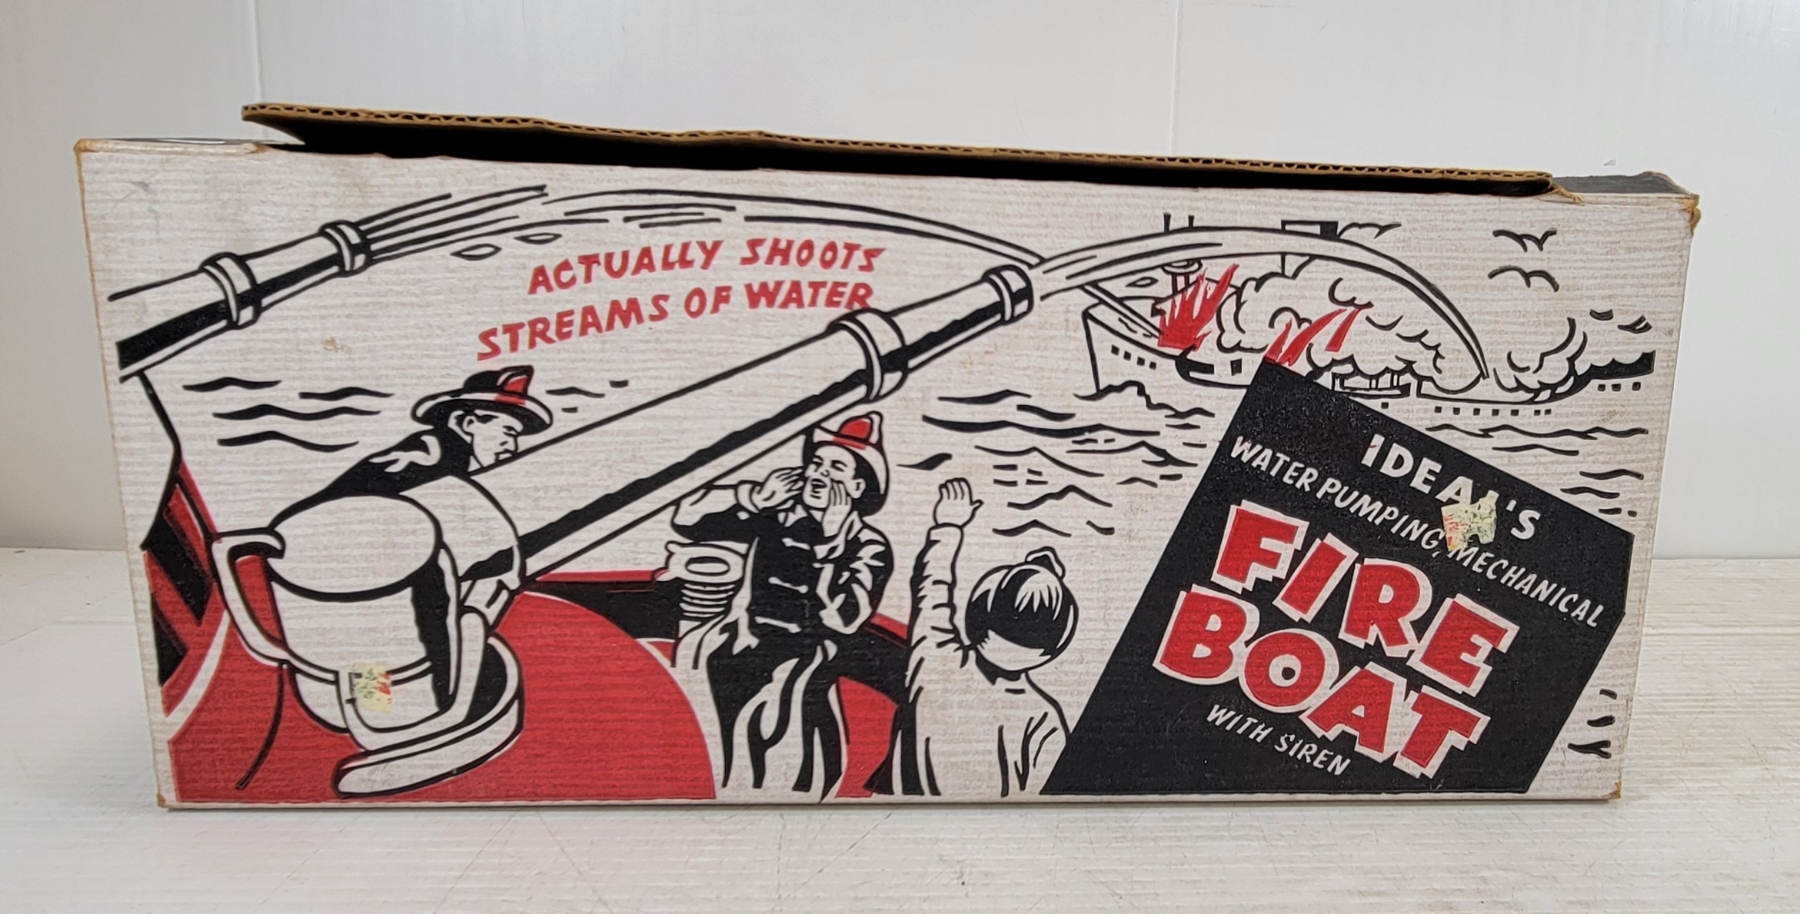 ACTUALLY SHOOTS
STREAMS OF WATER
IDEAL'S
WATER PUMPING, MECHANICAL
FIRE
BOAT
WITH SIREN